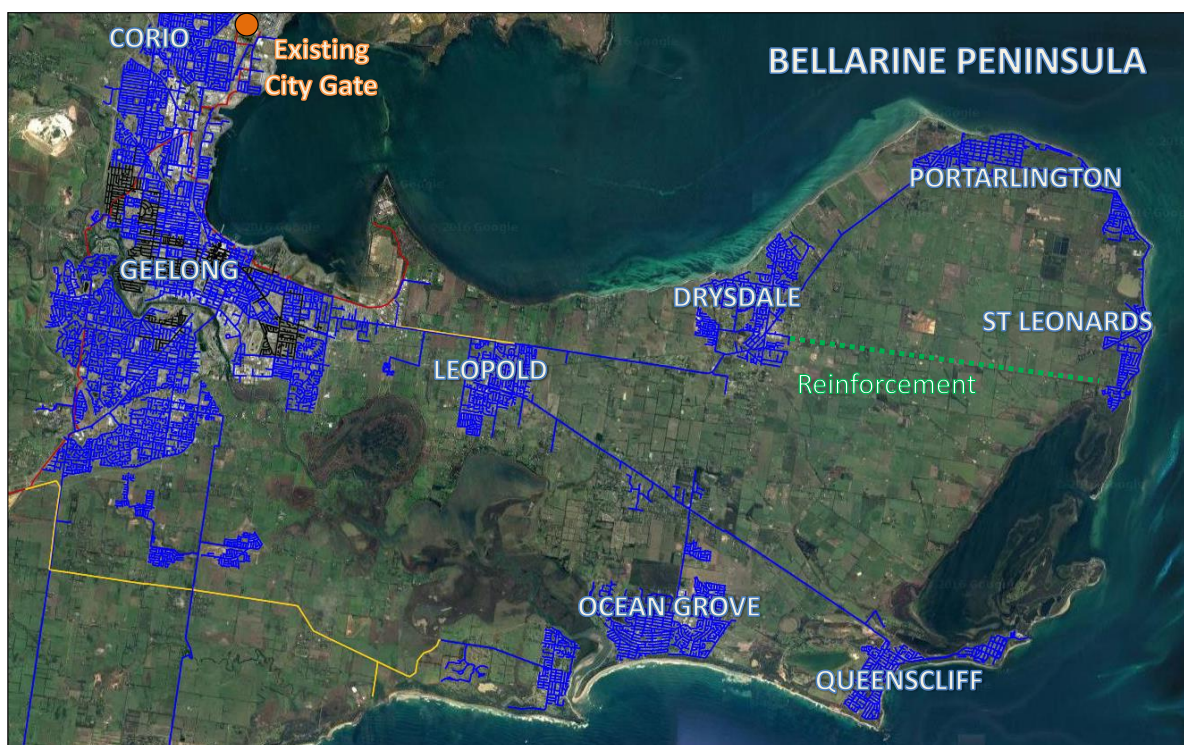 CORIO
Existing
City Gate
BELLARINE PENINSULA
PORTARLINGTON
GEELONG
DRYSDALE
ST LEONARDS
LEOPOLD
Reinforcement
OCEAN GROVE
QUEENSCLIFF